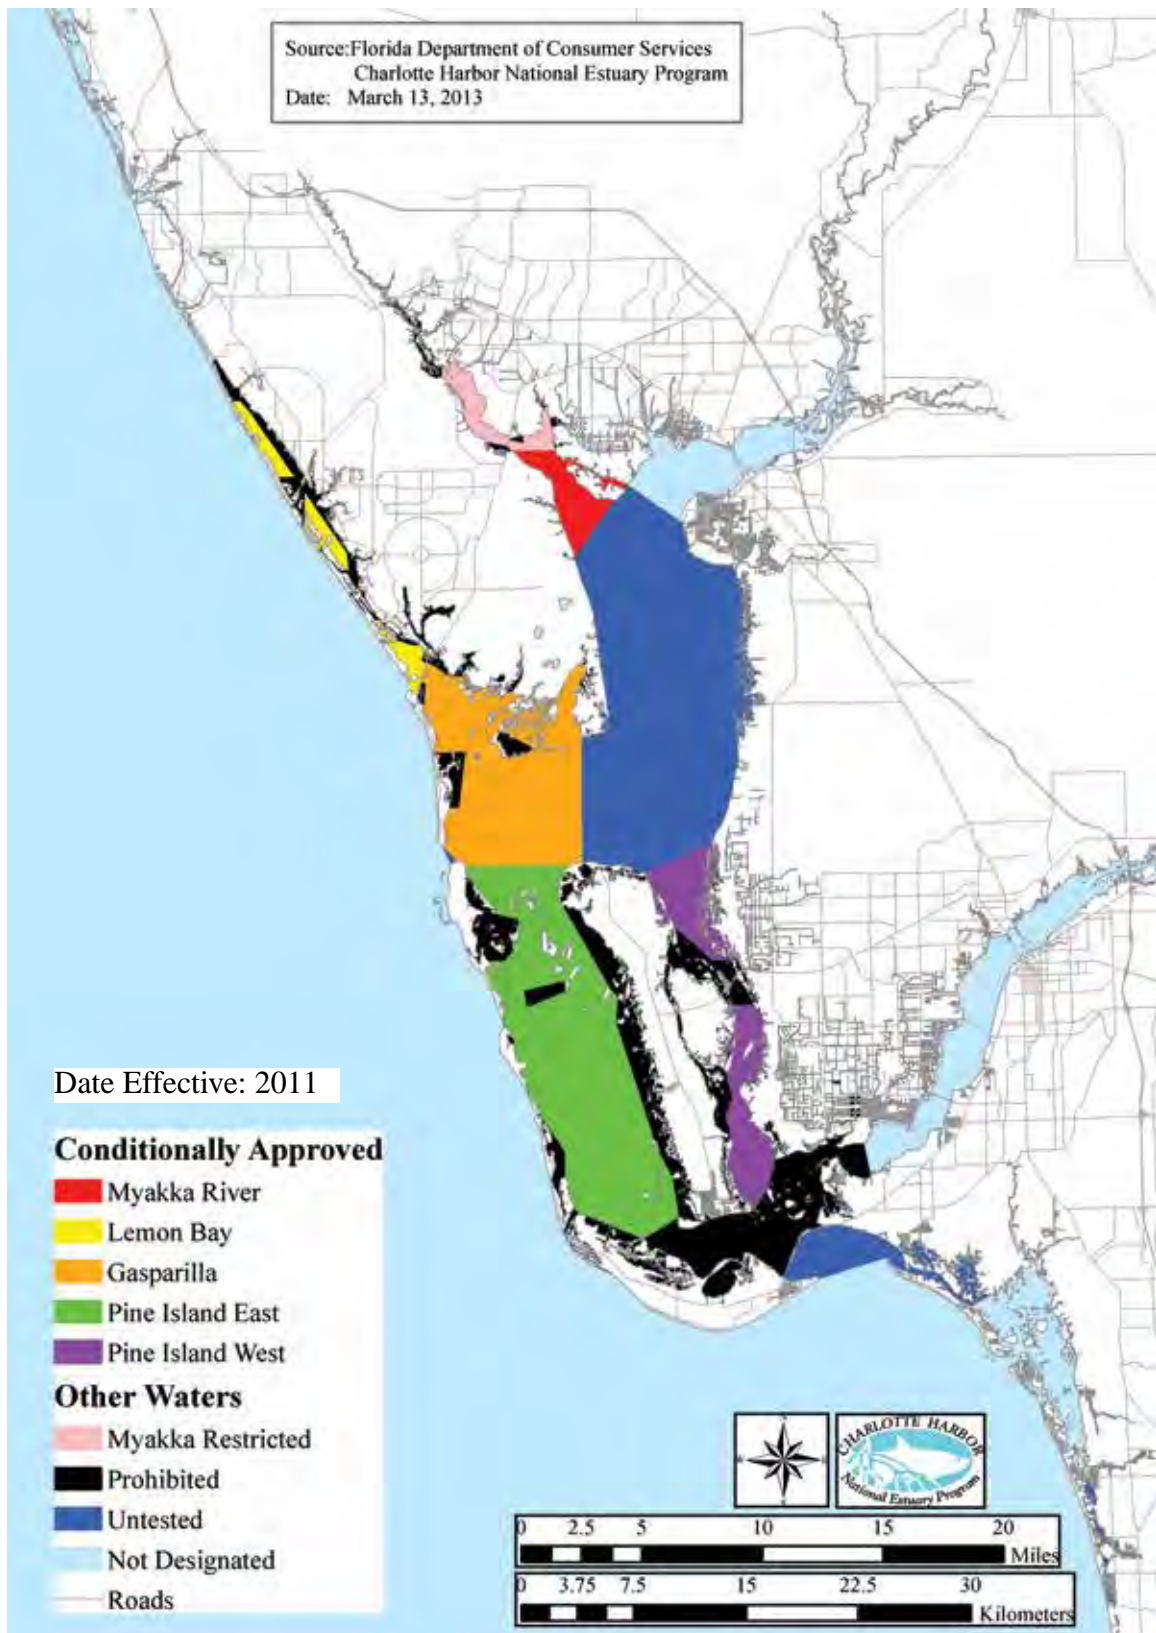 Source:Florida Department of Consumer Services
Charlotte Harbor National Estuary Program
Date: March 13, 2013
Date Effective: 2011
Conditionally Approved
Myakka River
Lemon Bay
Gasparilla
Pine Island East
Pine Island West
Other Waters
Myakka Restricted
Prohibited
Untested
Not Designated
Roads
CHARLOTTE HARBOR
National Estuary Program
0 2.5 5 10 15 20
Miles
0 3.75 7.5 15 22.5 30
Kilometers